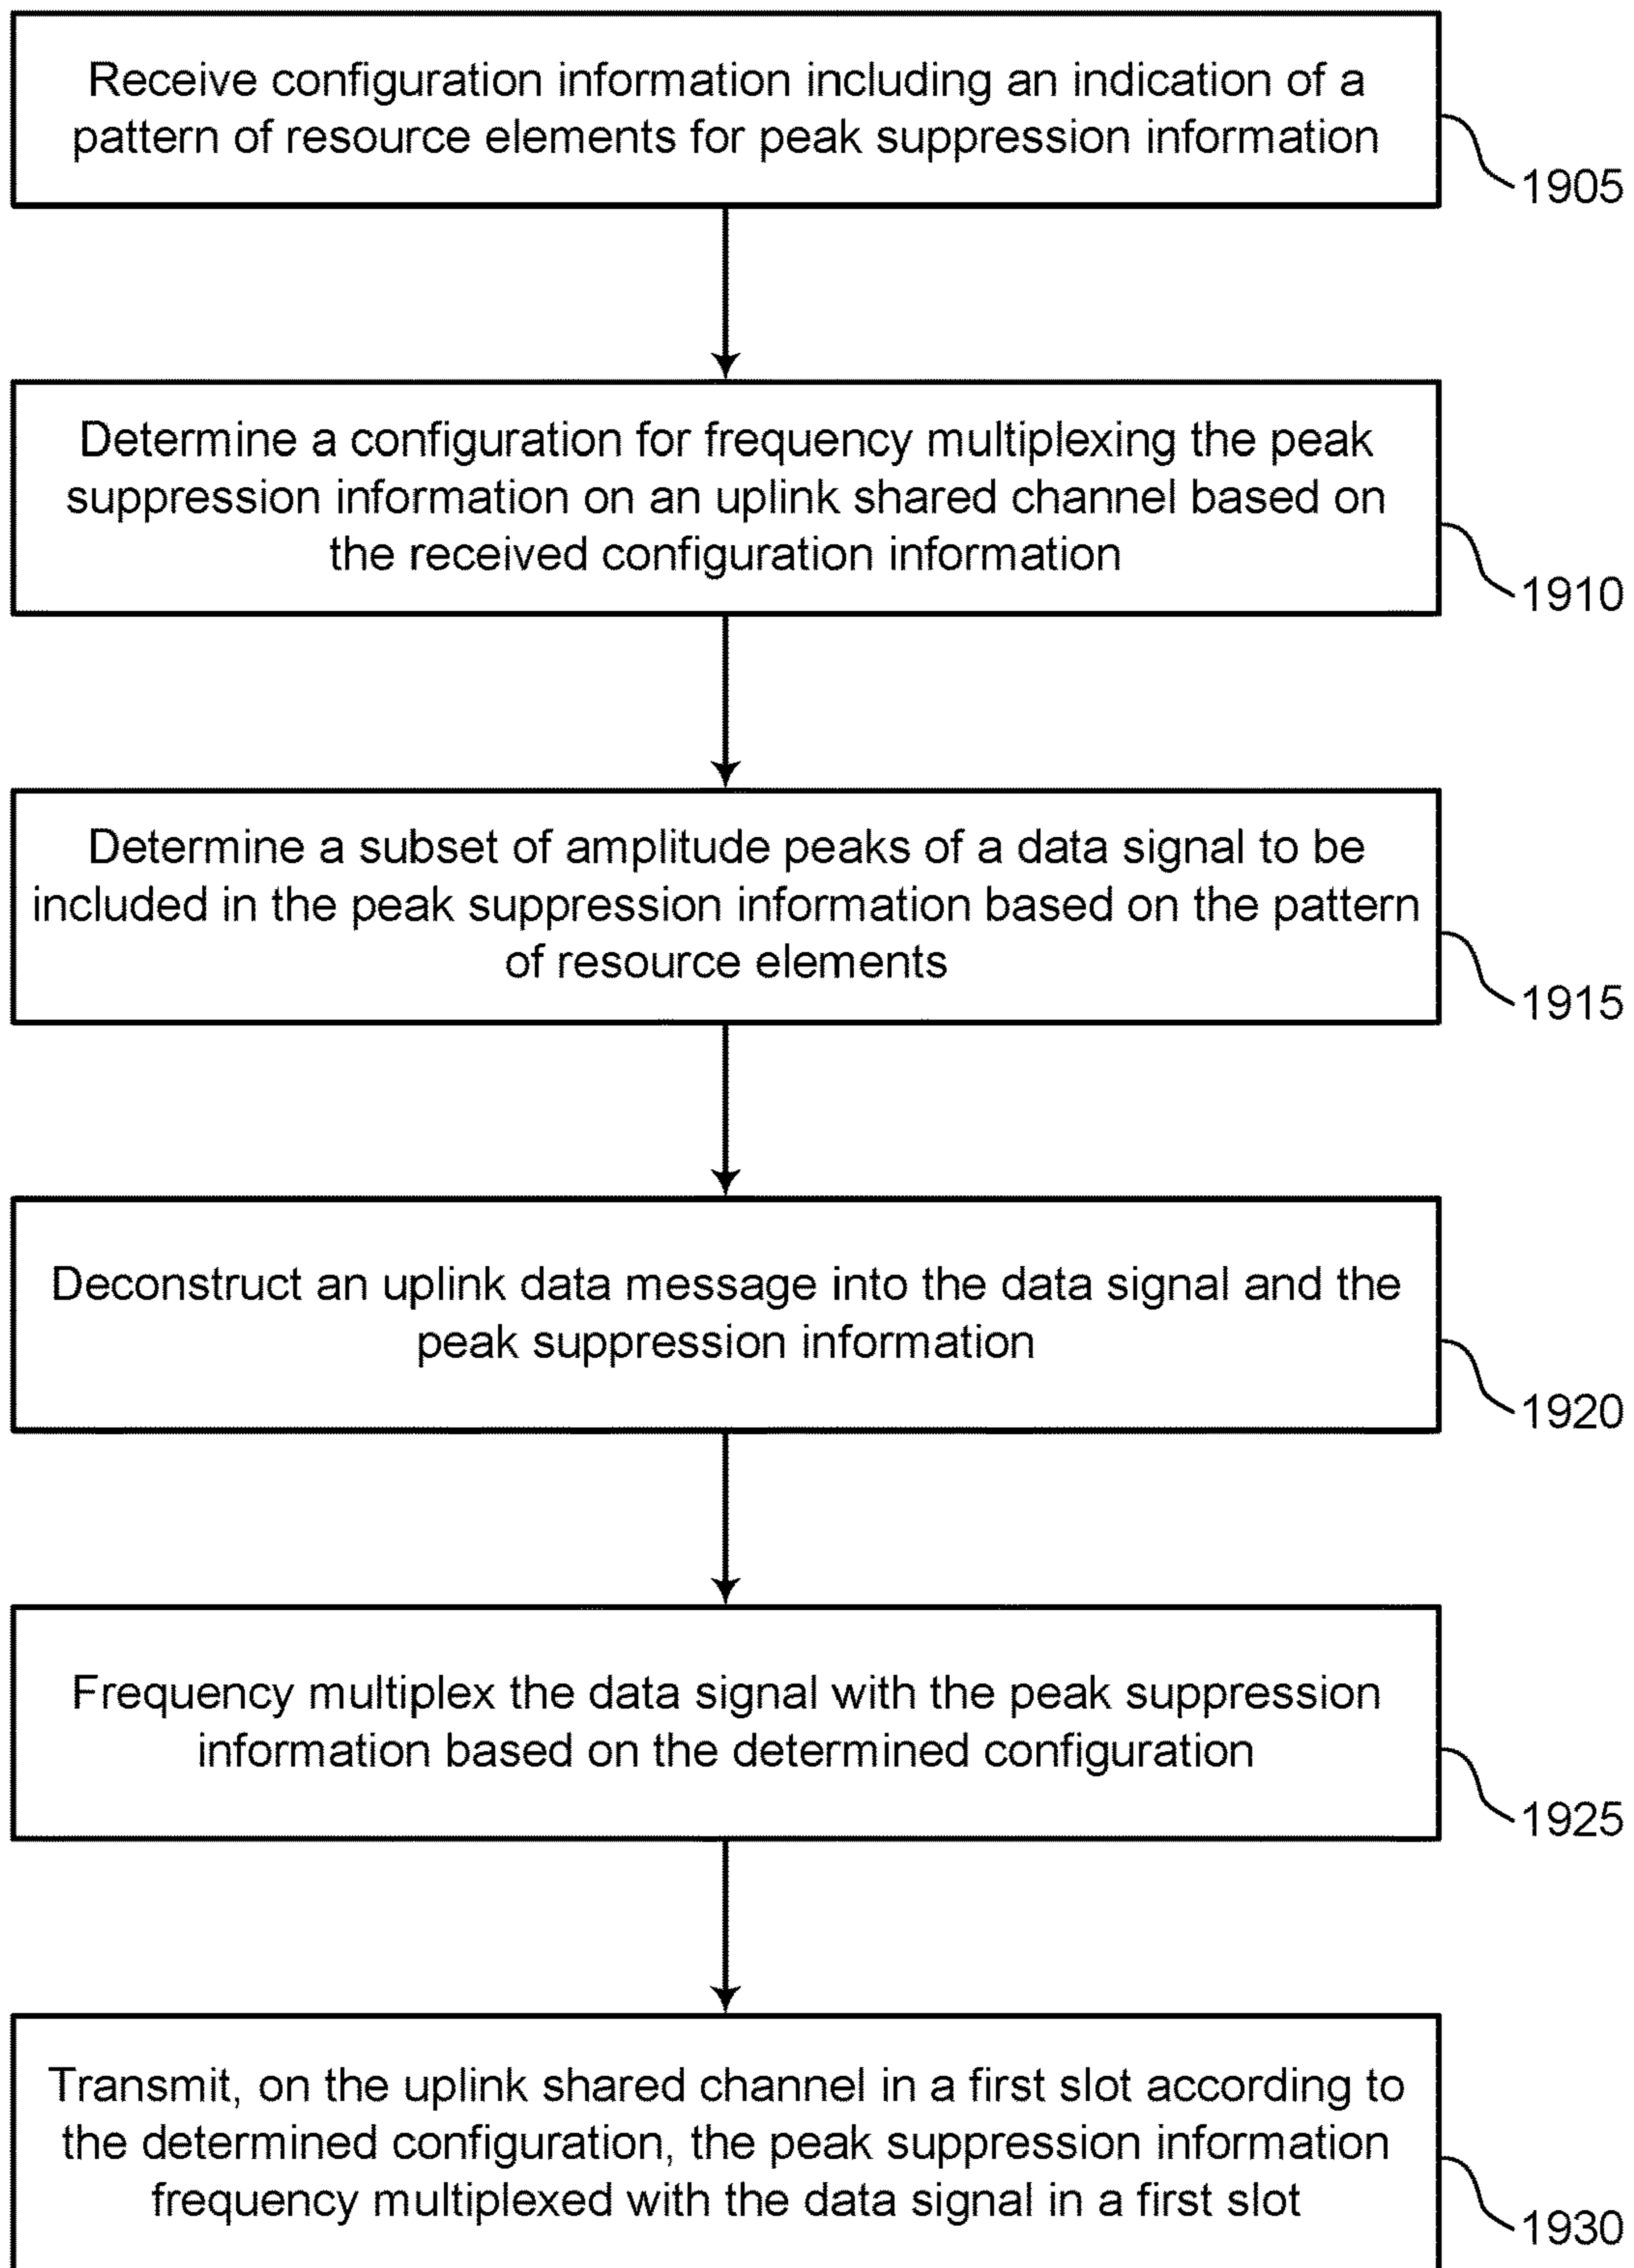 Receive configuration information including an indication of a
pattern of resource elements for peak suppression information
1905
Determine a configuration for frequency multiplexing the peak
suppression information on an uplink shared channel based on
the received configuration information
1910
Determine a subset of amplitude peaks of a data signal to be
included in the peak suppression information based on the pattern
of resource elements
1915
Deconstruct an uplink data message into the data signal and the
peak suppression information
1920
Frequency multiplex the data signal with the peak suppression
information based on the determined configuration
1925
Transmit, on the uplink shared channel in a first slot according to
the determined configuration, the peak suppression information
frequency multiplexed with the data signal in a first slot
1930